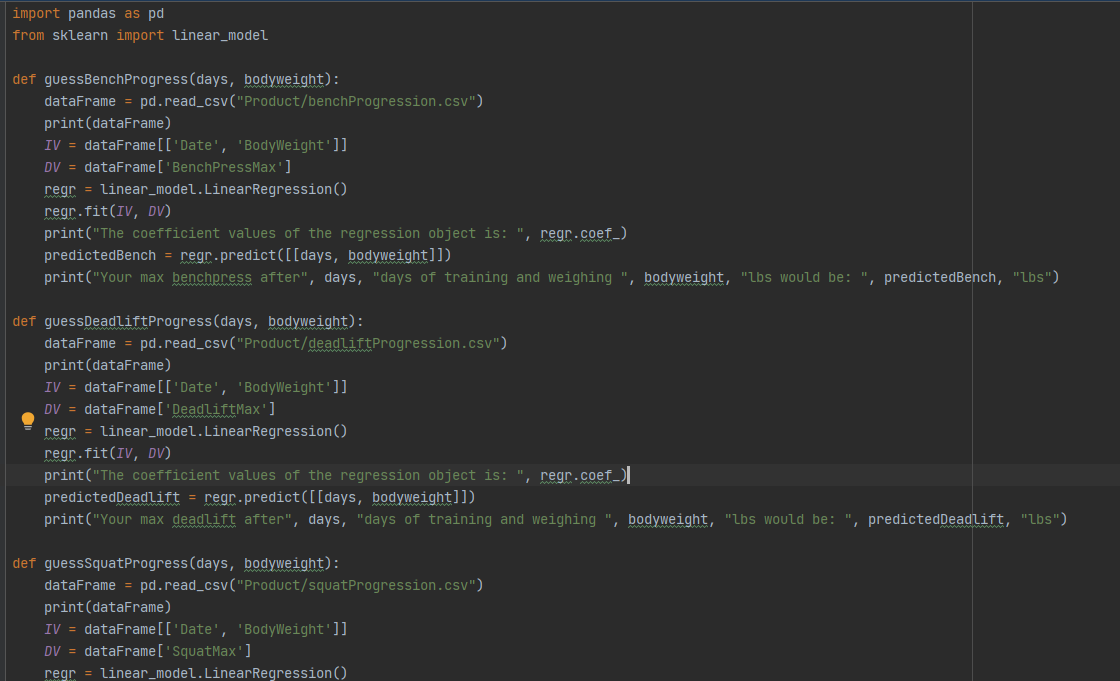 import pandas as pd
from sklearn import linear_model

def guessBenchProgress(days, bodyweight):
    dataFrame = pd.read_csv("Product/benchProgression.csv")
    print(dataFrame)
    IV = dataFrame[['Date', 'BodyWeight']]
    DV = dataFrame['BenchPressMax']
    regr = linear_model.LinearRegression()
    regr.fit(IV, DV)
    print("The coefficient values of the regression object is: ", regr.coef_)
    predictedBench = regr.predict([[days, bodyweight]])
    print("Your max benchpress after", days, "days of training and weighing ", bodyweight, "lbs would be: ", predictedBench, "lbs")

def guessDeadliftProgress(days, bodyweight):
    dataFrame = pd.read_csv("Product/deadliftProgression.csv")
    print(dataFrame)
    IV = dataFrame[['Date', 'BodyWeight']]
    DV = dataFrame['DeadliftMax']
    regr = linear_model.LinearRegression()
    regr.fit(IV, DV)
    print("The coefficient values of the regression object is: ", regr.coef_)
    predictedDeadlift = regr.predict([[days, bodyweight]])
    print("Your max deadlift after", days, "days of training and weighing ", bodyweight, "lbs would be: ", predictedDeadlift, "lbs")

def guessSquatProgress(days, bodyweight):
    dataFrame = pd.read_csv("Product/squatProgression.csv")
    print(dataFrame)
    IV = dataFrame[['Date', 'BodyWeight']]
    DV = dataFrame['SquatMax']
    regr = linear_model.LinearRegression()